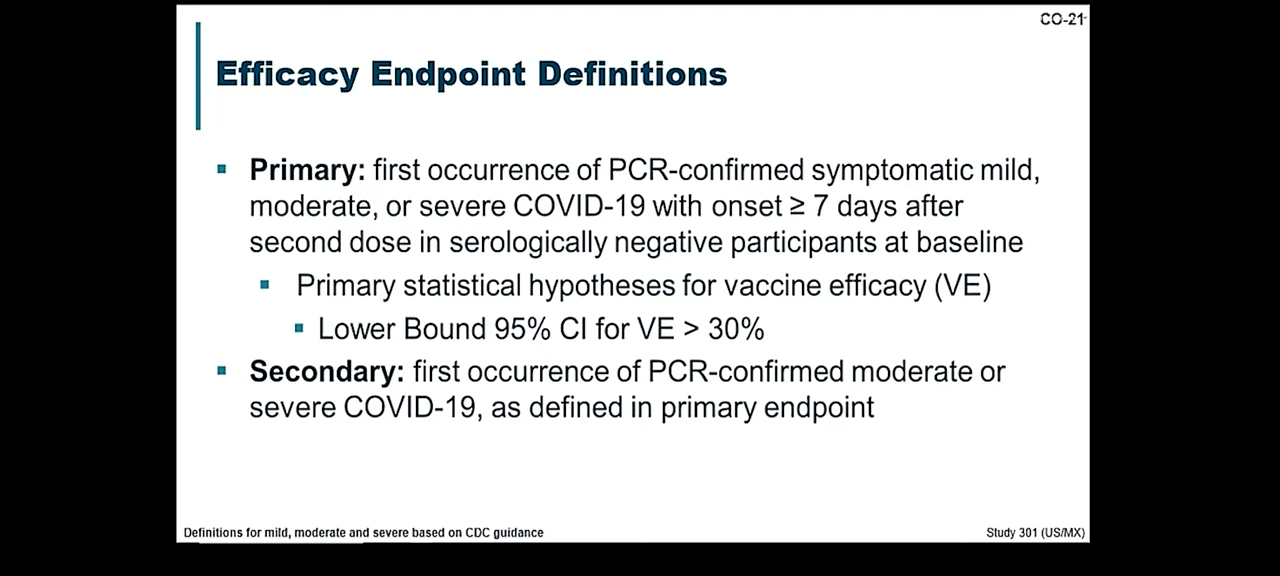 CO-21
Efficacy Endpoint Definitions
▪ Primary: first occurrence of PCR-confirmed symptomatic mild,
moderate, or severe COVID-19 with onset ≥ 7 days after
second dose in serologically negative participants at baseline
▪ Primary statistical hypotheses for vaccine efficacy (VE)
▪ Lower Bound 95% CI for VE > 30%
▪ Secondary: first occurrence of PCR-confirmed moderate or
severe COVID-19, as defined in primary endpoint
Definitions for mild, moderate and severe based on CDC guidance
Study 301 (US/MX)